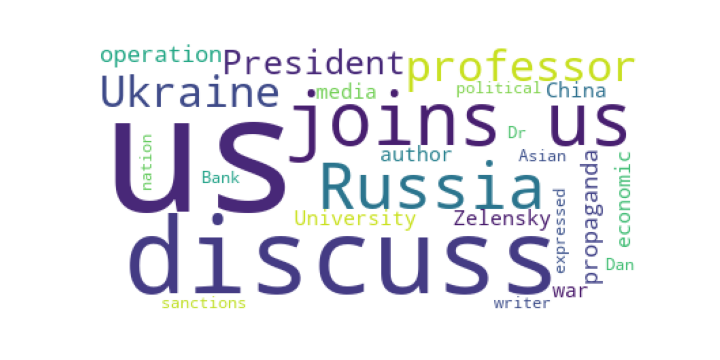 operation President professor
Ukraine media political China
us joins us
nation Bank author Dr Asian
Russia expressed propaganda economic
University Zelensky
discuss Dan
sanctions writer war